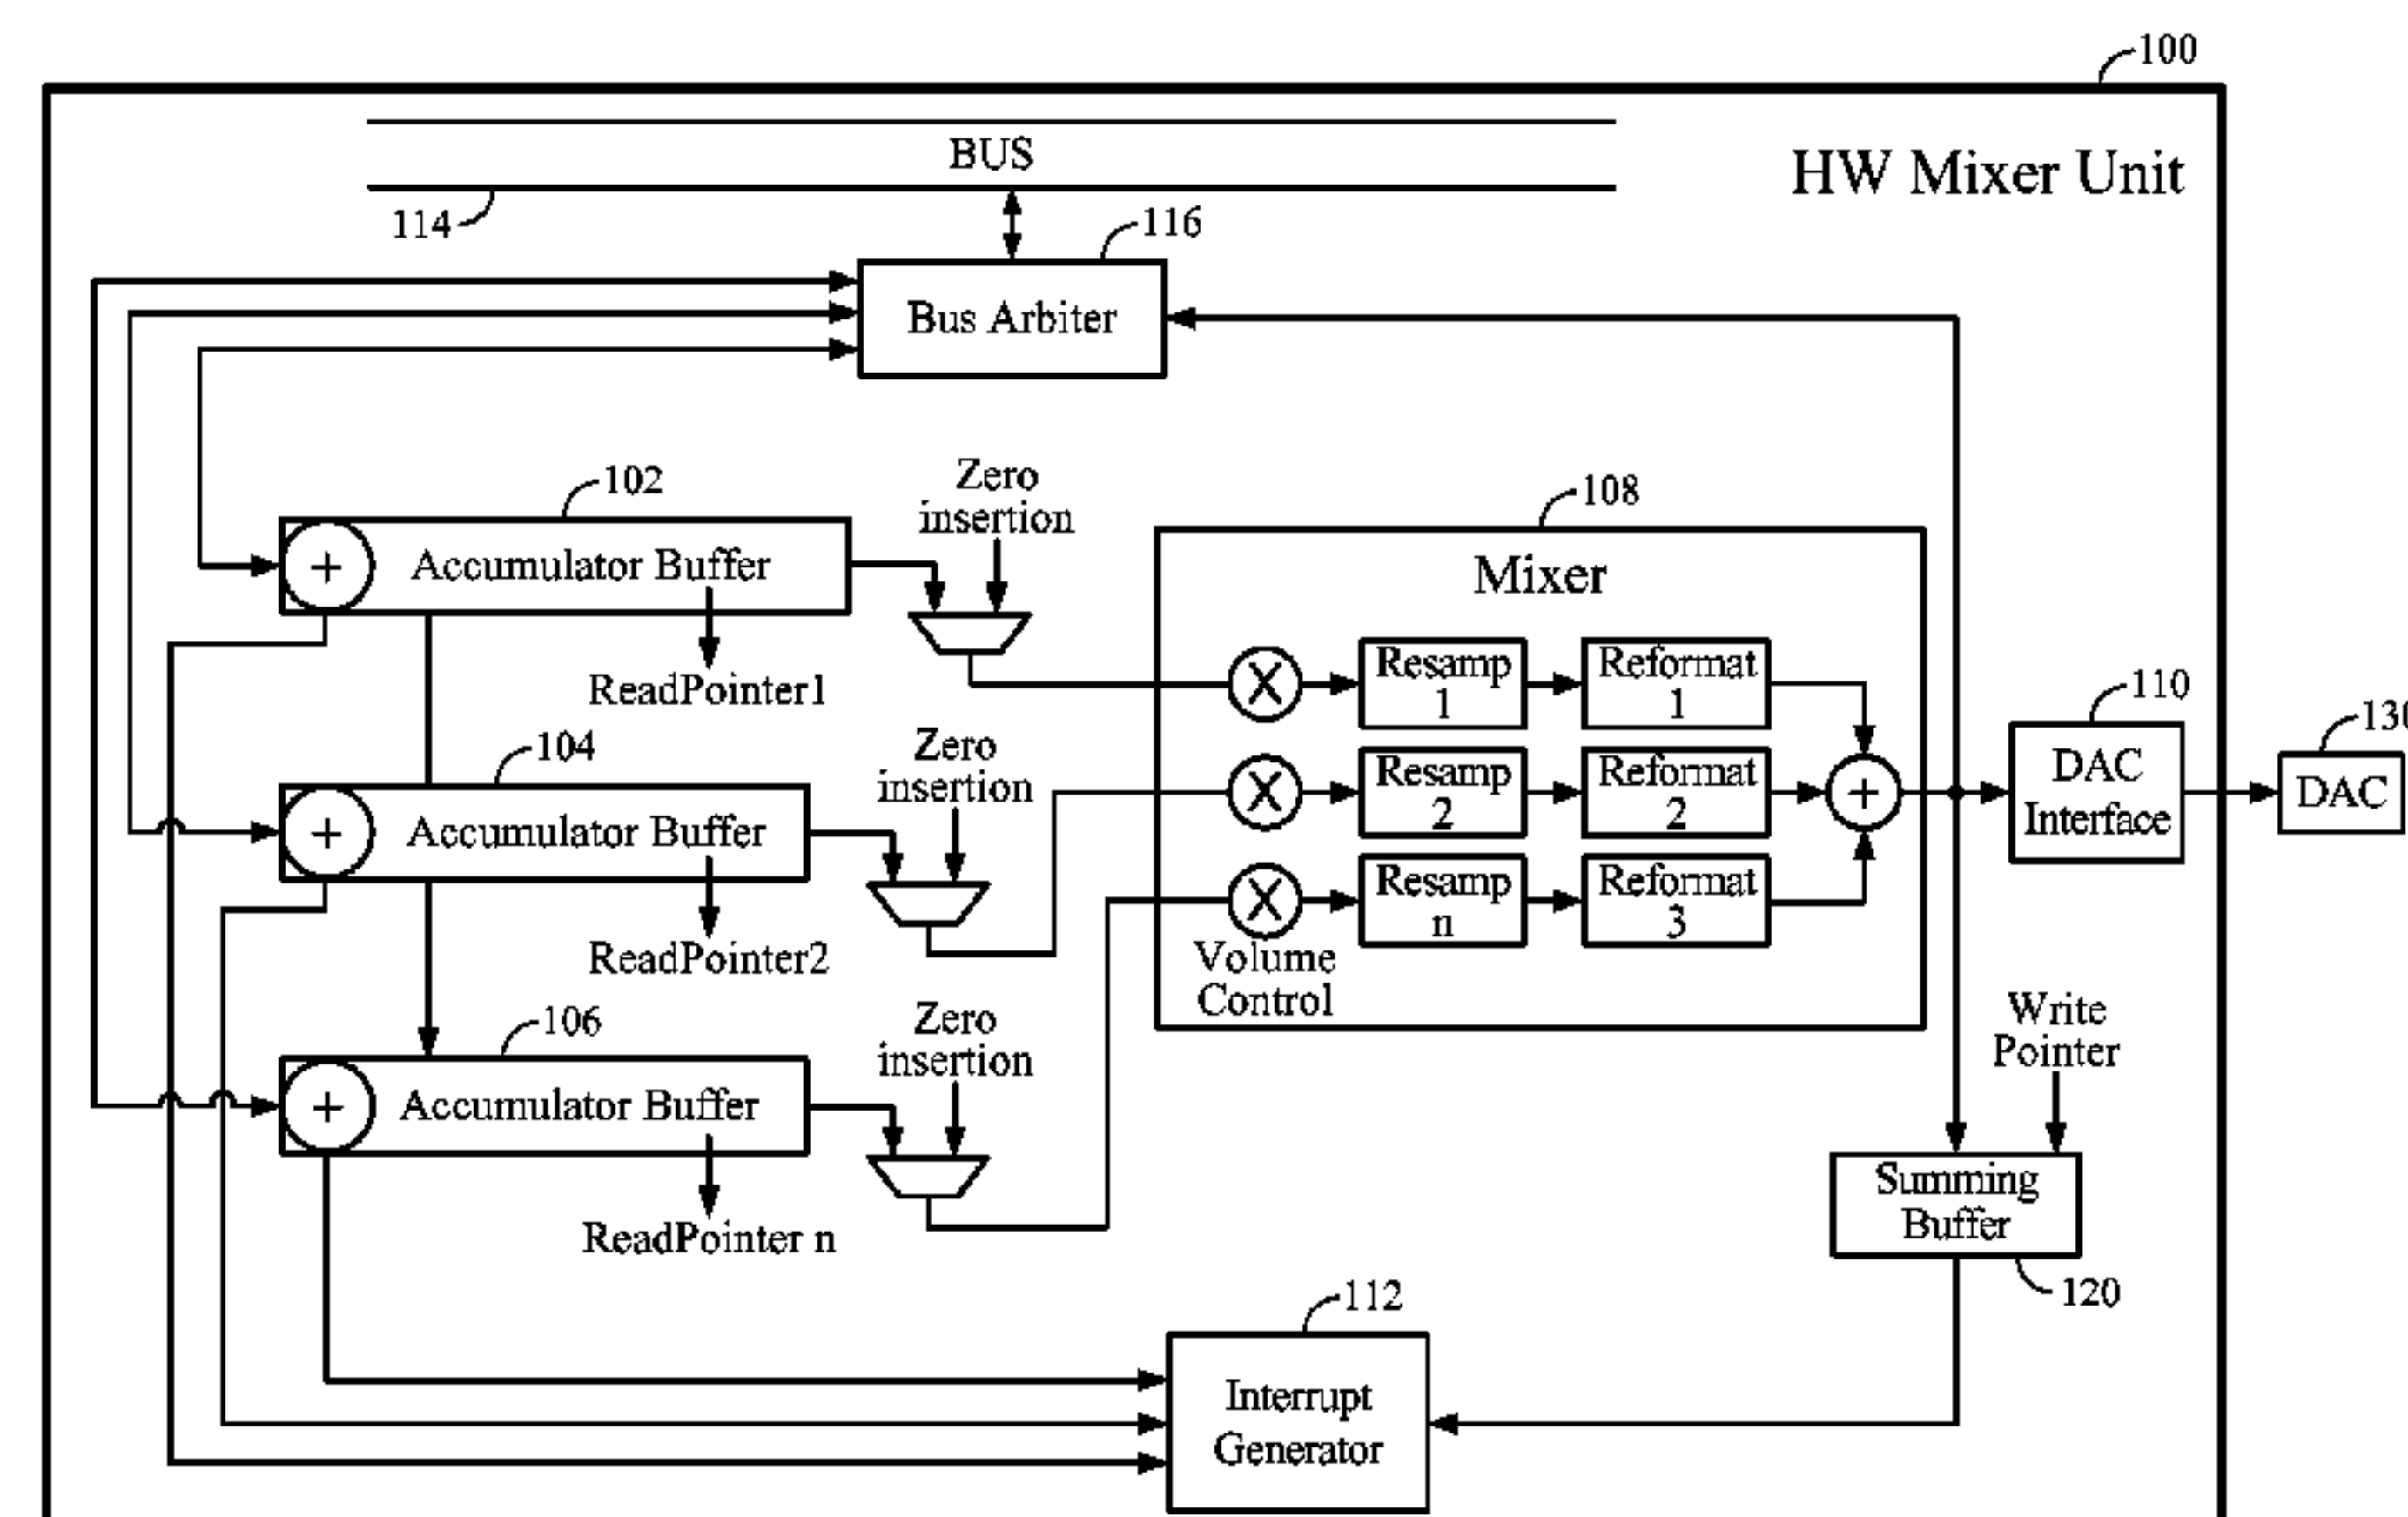 100
BUS
HW Mixer Unit
114
116
Bus Arbiter
102
Zero
insertion
108
+
Accumulator Buffer
Mixer
ReadPointer1
X
Resamp
1
Reformat
1
110
104
Zero
insertion
+
Accumulator Buffer
X
Resamp
2
Reformat
2
+
DAC
Interface
DAC
ReadPointer2
X
Resamp
n
Reformat
3
Volume
Control
106
Zero
insertion
Write
Pointer
+
Accumulator Buffer
ReadPointer n
Summing
Buffer
120
112
Interrupt
Generator